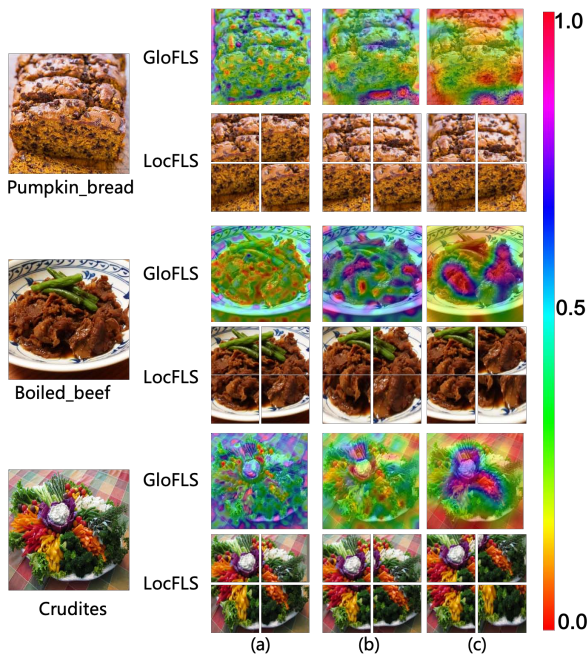 GloFLS
1.0
LocFLS
Pumpkin_bread
GloFLS
0.5
LocFLS
Boiled_beef
GloFLS
LocFLS
Crudites
0.0
(a)
(b)
(c)